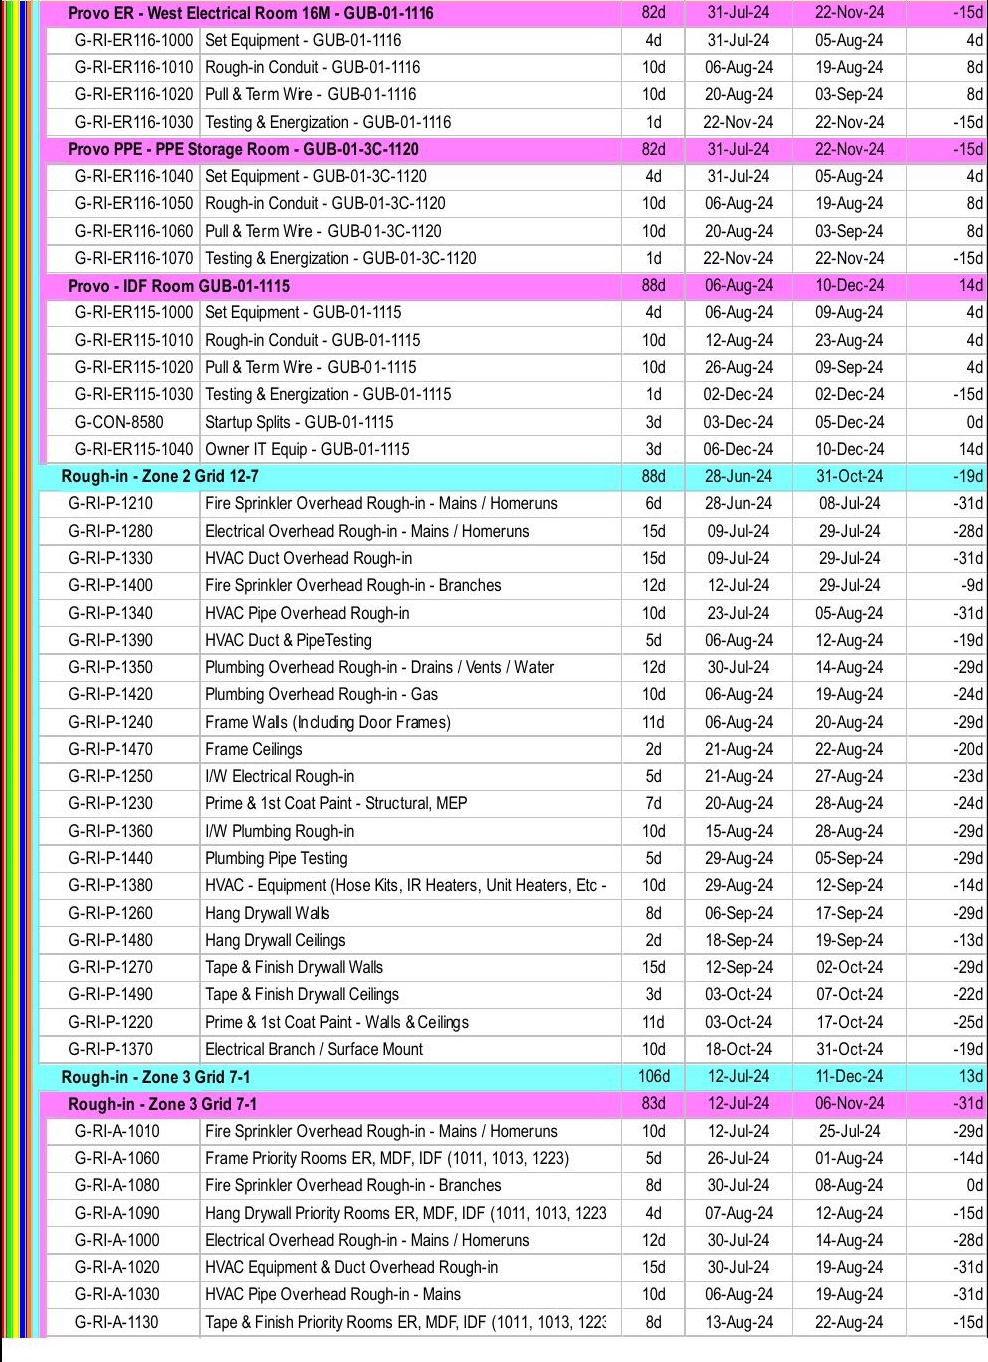 Provo ER - West Electrical Room 16M - GUB-01-1116 82d 31-Jul-24 22-Nov-24 -15d
G-RI-ER116-1000 Set Equipment - GUB-01-1116 4d 31-Jul-24 05-Aug-24 4d
G-RI-ER116-1010 Rough-in Conduit - GUB-01-1116 10d 06-Aug-24 19-Aug-24 8d
G-RI-ER116-1020 Pull & Term Wire - GUB-01-1116 10d 20-Aug-24 03-Sep-24 8d
G-RI-ER116-1030 Testing & Energization - GUB-01-1116 1d 22-Nov-24 22-Nov-24 -15d
Provo PPE - PPE Storage Room - GUB-01-3C-1120 82d 31-Jul-24 22-Nov-24 -15d
G-RI-ER116-1040 Set Equipment - GUB-01-3C-1120 4d 31-Jul-24 05-Aug-24 4d
G-RI-ER116-1050 Rough-in Conduit - GUB-01-3C-1120 10d 06-Aug-24 19-Aug-24 8d
G-RI-ER116-1060 Pull & Term Wire - GUB-01-3C-1120 10d 20-Aug-24 03-Sep-24 8d
G-RI-ER116-1070 Testing & Energization - GUB-01-3C-1120 1d 22-Nov-24 22-Nov-24 -15d
Provo - IDF Room GUB-01-1115 88d 06-Aug-24 10-Dec-24 14d
G-RI-ER115-1000 Set Equipment - GUB-01-1115 4d 06-Aug-24 09-Aug-24 4d
G-RI-ER115-1010 Rough-in Conduit - GUB-01-1115 10d 12-Aug-24 23-Aug-24 4d
G-RI-ER115-1020 Pull & Term Wire - GUB-01-1115 10d 26-Aug-24 09-Sep-24 4d
G-RI-ER115-1030 Testing & Energization - GUB-01-1115 1d 02-Dec-24 02-Dec-24 -15d
G-CON-8580 Startup Splits - GUB-01-1115 3d 03-Dec-24 05-Dec-24 0d
G-RI-ER115-1040 Owner IT Equip - GUB-01-1115 3d 06-Dec-24 10-Dec-24 14d
Rough-in - Zone 2 Grid 12-7 88d 28-Jun-24 31-Oct-24 -19d
G-RI-P-1210 Fire Sprinkler Overhead Rough-in - Mains / Homeruns 6d 28-Jun-24 08-Jul-24 -31d
G-RI-P-1280 Electrical Overhead Rough-in - Mains / Homeruns 15d 09-Jul-24 29-Jul-24 -28d
G-RI-P-1330 HVAC Duct Overhead Rough-in 15d 09-Jul-24 29-Jul-24 -31d
G-RI-P-1400 Fire Sprinkler Overhead Rough-in - Branches 12d 12-Jul-24 29-Jul-24 -9d
G-RI-P-1340 HVAC Pipe Overhead Rough-in 10d 23-Jul-24 05-Aug-24 -31d
G-RI-P-1390 HVAC Duct & PipeTesting 5d 06-Aug-24 12-Aug-24 -19d
G-RI-P-1350 Plumbing Overhead Rough-in - Drains / Vents / Water 12d 30-Jul-24 14-Aug-24 -29d
G-RI-P-1420 Plumbing Overhead Rough-in - Gas 10d 06-Aug-24 19-Aug-24 -24d
G-RI-P-1240 Frame Walls (Including Door Frames) 11d 06-Aug-24 20-Aug-24 -29d
G-RI-P-1470 Frame Ceilings 2d 21-Aug-24 22-Aug-24 -20d
G-RI-P-1250 I/W Electrical Rough-in 5d 21-Aug-24 27-Aug-24 -23d
G-RI-P-1230 Prime & 1st Coat Paint - Structural, MEP 7d 20-Aug-24 28-Aug-24 -24d
G-RI-P-1360 I/W Plumbing Rough-in 10d 15-Aug-24 28-Aug-24 -29d
G-RI-P-1440 Plumbing Pipe Testing 5d 29-Aug-24 05-Sep-24 -29d
G-RI-P-1380 HVAC - Equipment (Hose Kits, IR Heaters, Unit Heaters, Etc - 10d 29-Aug-24 12-Sep-24 -14d
G-RI-P-1260 Hang Drywall Walls 8d 06-Sep-24 17-Sep-24 -29d
G-RI-P-1480 Hang Drywall Ceilings 2d 18-Sep-24 19-Sep-24 -13d
G-RI-P-1270 Tape & Finish Drywall Walls 15d 12-Sep-24 02-Oct-24 -29d
G-RI-P-1490 Tape & Finish Drywall Ceilings 3d 03-Oct-24 07-Oct-24 -22d
G-RI-P-1220 Prime & 1st Coat Paint - Walls & Ceilings 11d 03-Oct-24 17-Oct-24 -25d
G-RI-P-1370 Electrical Branch / Surface Mount 10d 18-Oct-24 31-Oct-24 -19d
Rough-in - Zone 3 Grid 7-1 106d 12-Jul-24 11-Dec-24 13d
Rough-in - Zone 3 Grid 7-1 83d 12-Jul-24 06-Nov-24 -31d
G-RI-A-1010 Fire Sprinkler Overhead Rough-in - Mains / Homeruns 10d 12-Jul-24 25-Jul-24 -29d
G-RI-A-1060 Frame Priority Rooms ER, MDF, IDF (1011, 1013, 1223) 5d 26-Jul-24 01-Aug-24 -14d
G-RI-A-1080 Fire Sprinkler Overhead Rough-in - Branches 8d 30-Jul-24 08-Aug-24 0d
G-RI-A-1090 Hang Drywall Priority Rooms ER, MDF, IDF (1011, 1013, 1223 4d 07-Aug-24 12-Aug-24 -15d
G-RI-A-1000 Electrical Overhead Rough-in - Mains / Homeruns 12d 30-Jul-24 14-Aug-24 -28d
G-RI-A-1020 HVAC Equipment & Duct Overhead Rough-in 15d 30-Jul-24 19-Aug-24 -31d
G-RI-A-1030 HVAC Pipe Overhead Rough-in - Mains 10d 06-Aug-24 19-Aug-24 -31d
G-RI-A-1130 Tape & Finish Priority Rooms ER, MDF, IDF (1011, 1013, 122 8d 13-Aug-24 22-Aug-24 -15d